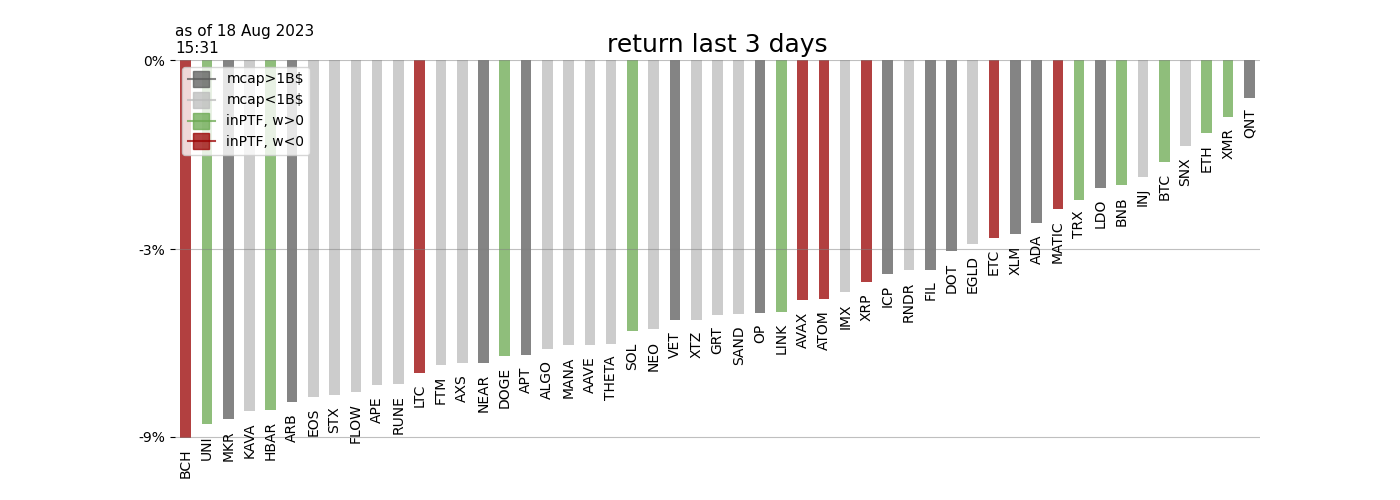 as of 18 Aug 2023
15:31
return last 3 days
0%
-3%
-9%
mcap>1B$
mcap<1B$
inPTF, w>0
inPTF, w<0
BCH
UNI
MKR
KAVA
HBAR
ARB
EOS
STX
FLOW
APE
RUNE
LTC
FTM
AXS
NEAR
DOGE
APT
ALGO
MANA
AAVE
THETA
SOL
NEO
VET
XTZ
GRT
SAND
OP
LINK
AVAX
ATOM
IMX
XRP
ICP
RNDR
FIL
DOT
EGLD
ETC
XLM
ADA
MATIC
TRX
LDO
BNB
INJ
BTC
SNX
ETH
XMR
QNT